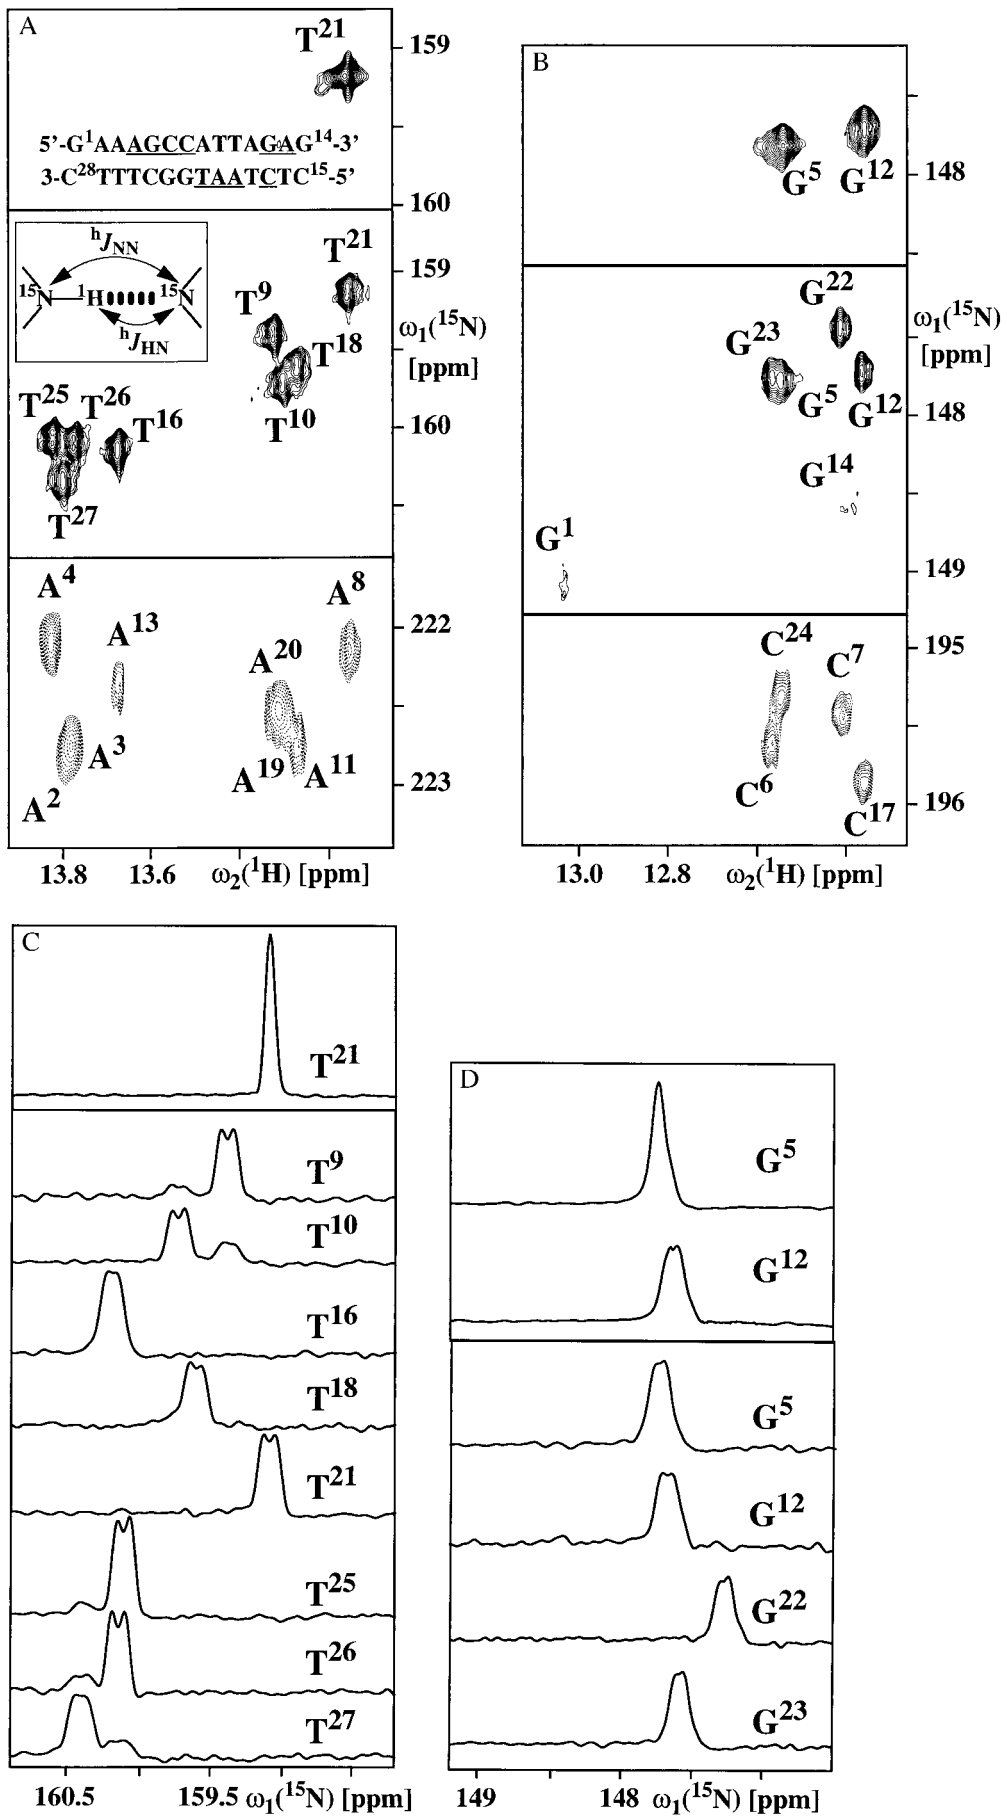 A
T21
159
5'-G1AAAGCCATTAGAG14-3'
3-C28TTTCGGTAATCTC15-5'
160
hJNN
15N
1H
15N
hJHN
T21
159
T9
ω1(15N)
[ppm]
T18
T25
T26
T16
T10
160
T27
A4
A8
A13
222
A20
A3
A19
A11
223
A2
13.8
13.6
ω2(1H) [ppm]
B
G5
G12
148
G22
ω1(15N)
[ppm]
G23
G5
G12
148
G14
G1
149
C24
C7
195
C6
C17
196
13.0
12.8
ω2(1H) [ppm]
C
T21
T9
T10
T16
T18
T21
T25
T26
T27
160.5
159.5
ω1(15N) [ppm]
D
G5
G12
G5
G12
G22
G23
149
148
ω1(15N) [ppm]